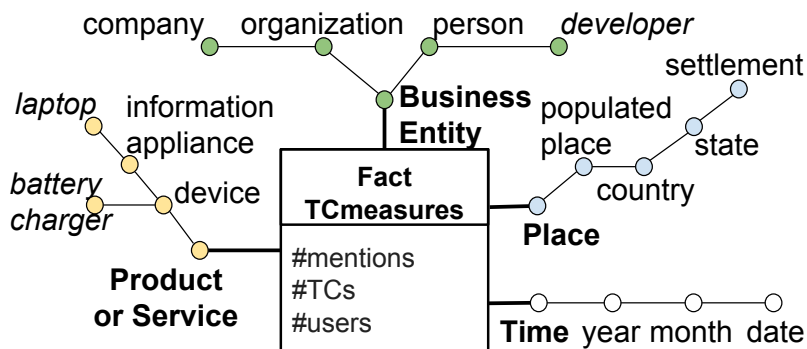 company organization person developer
Business
Entity
settlement
populated
place
state
country
Place
laptop
information
appliance
battery
charger
device
Product
or Service
Fact
TCmeasures
#mentions
#TCs
#users
Time year month date